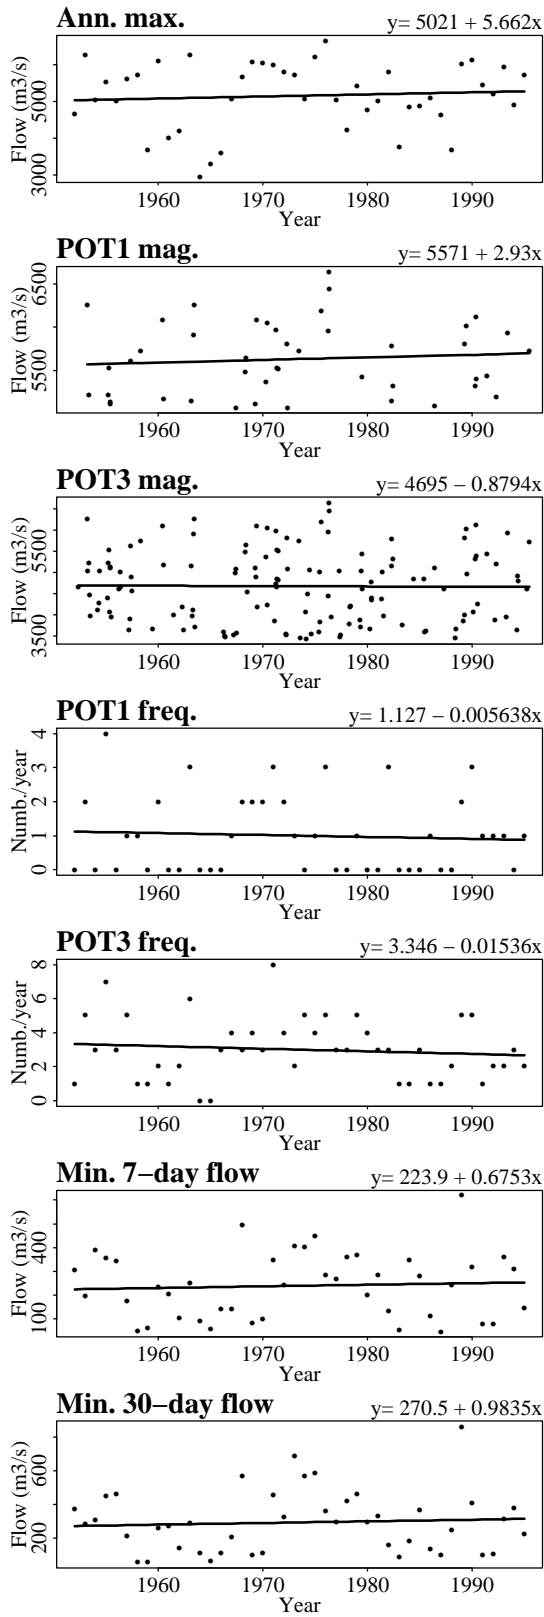 Ann. max. y= 5021 + 5.662x
Flow (m3/s)
3000 5000
1960 1970 1980 1990
Year
POT1 mag. y= 5571 + 2.93x
Flow (m3/s)
5500 6500
1960 1970 1980 1990
Year
POT3 mag. y= 4695 − 0.8794x
Flow (m3/s)
3500 5500
1960 1970 1980 1990
Year
POT1 freq. y= 1.127 − 0.005638x
Numb./year
0 1 2 3 4
1960 1970 1980 1990
Year
POT3 freq. y= 3.346 − 0.01536x
Numb./year
0 2 4 6 8
1960 1970 1980 1990
Year
Min. 7−day flow y= 223.9 + 0.6753x
Flow (m3/s)
100 400
1960 1970 1980 1990
Year
Min. 30−day flow y= 270.5 + 0.9835x
Flow (m3/s)
200 600
1960 1970 1980 1990
Year